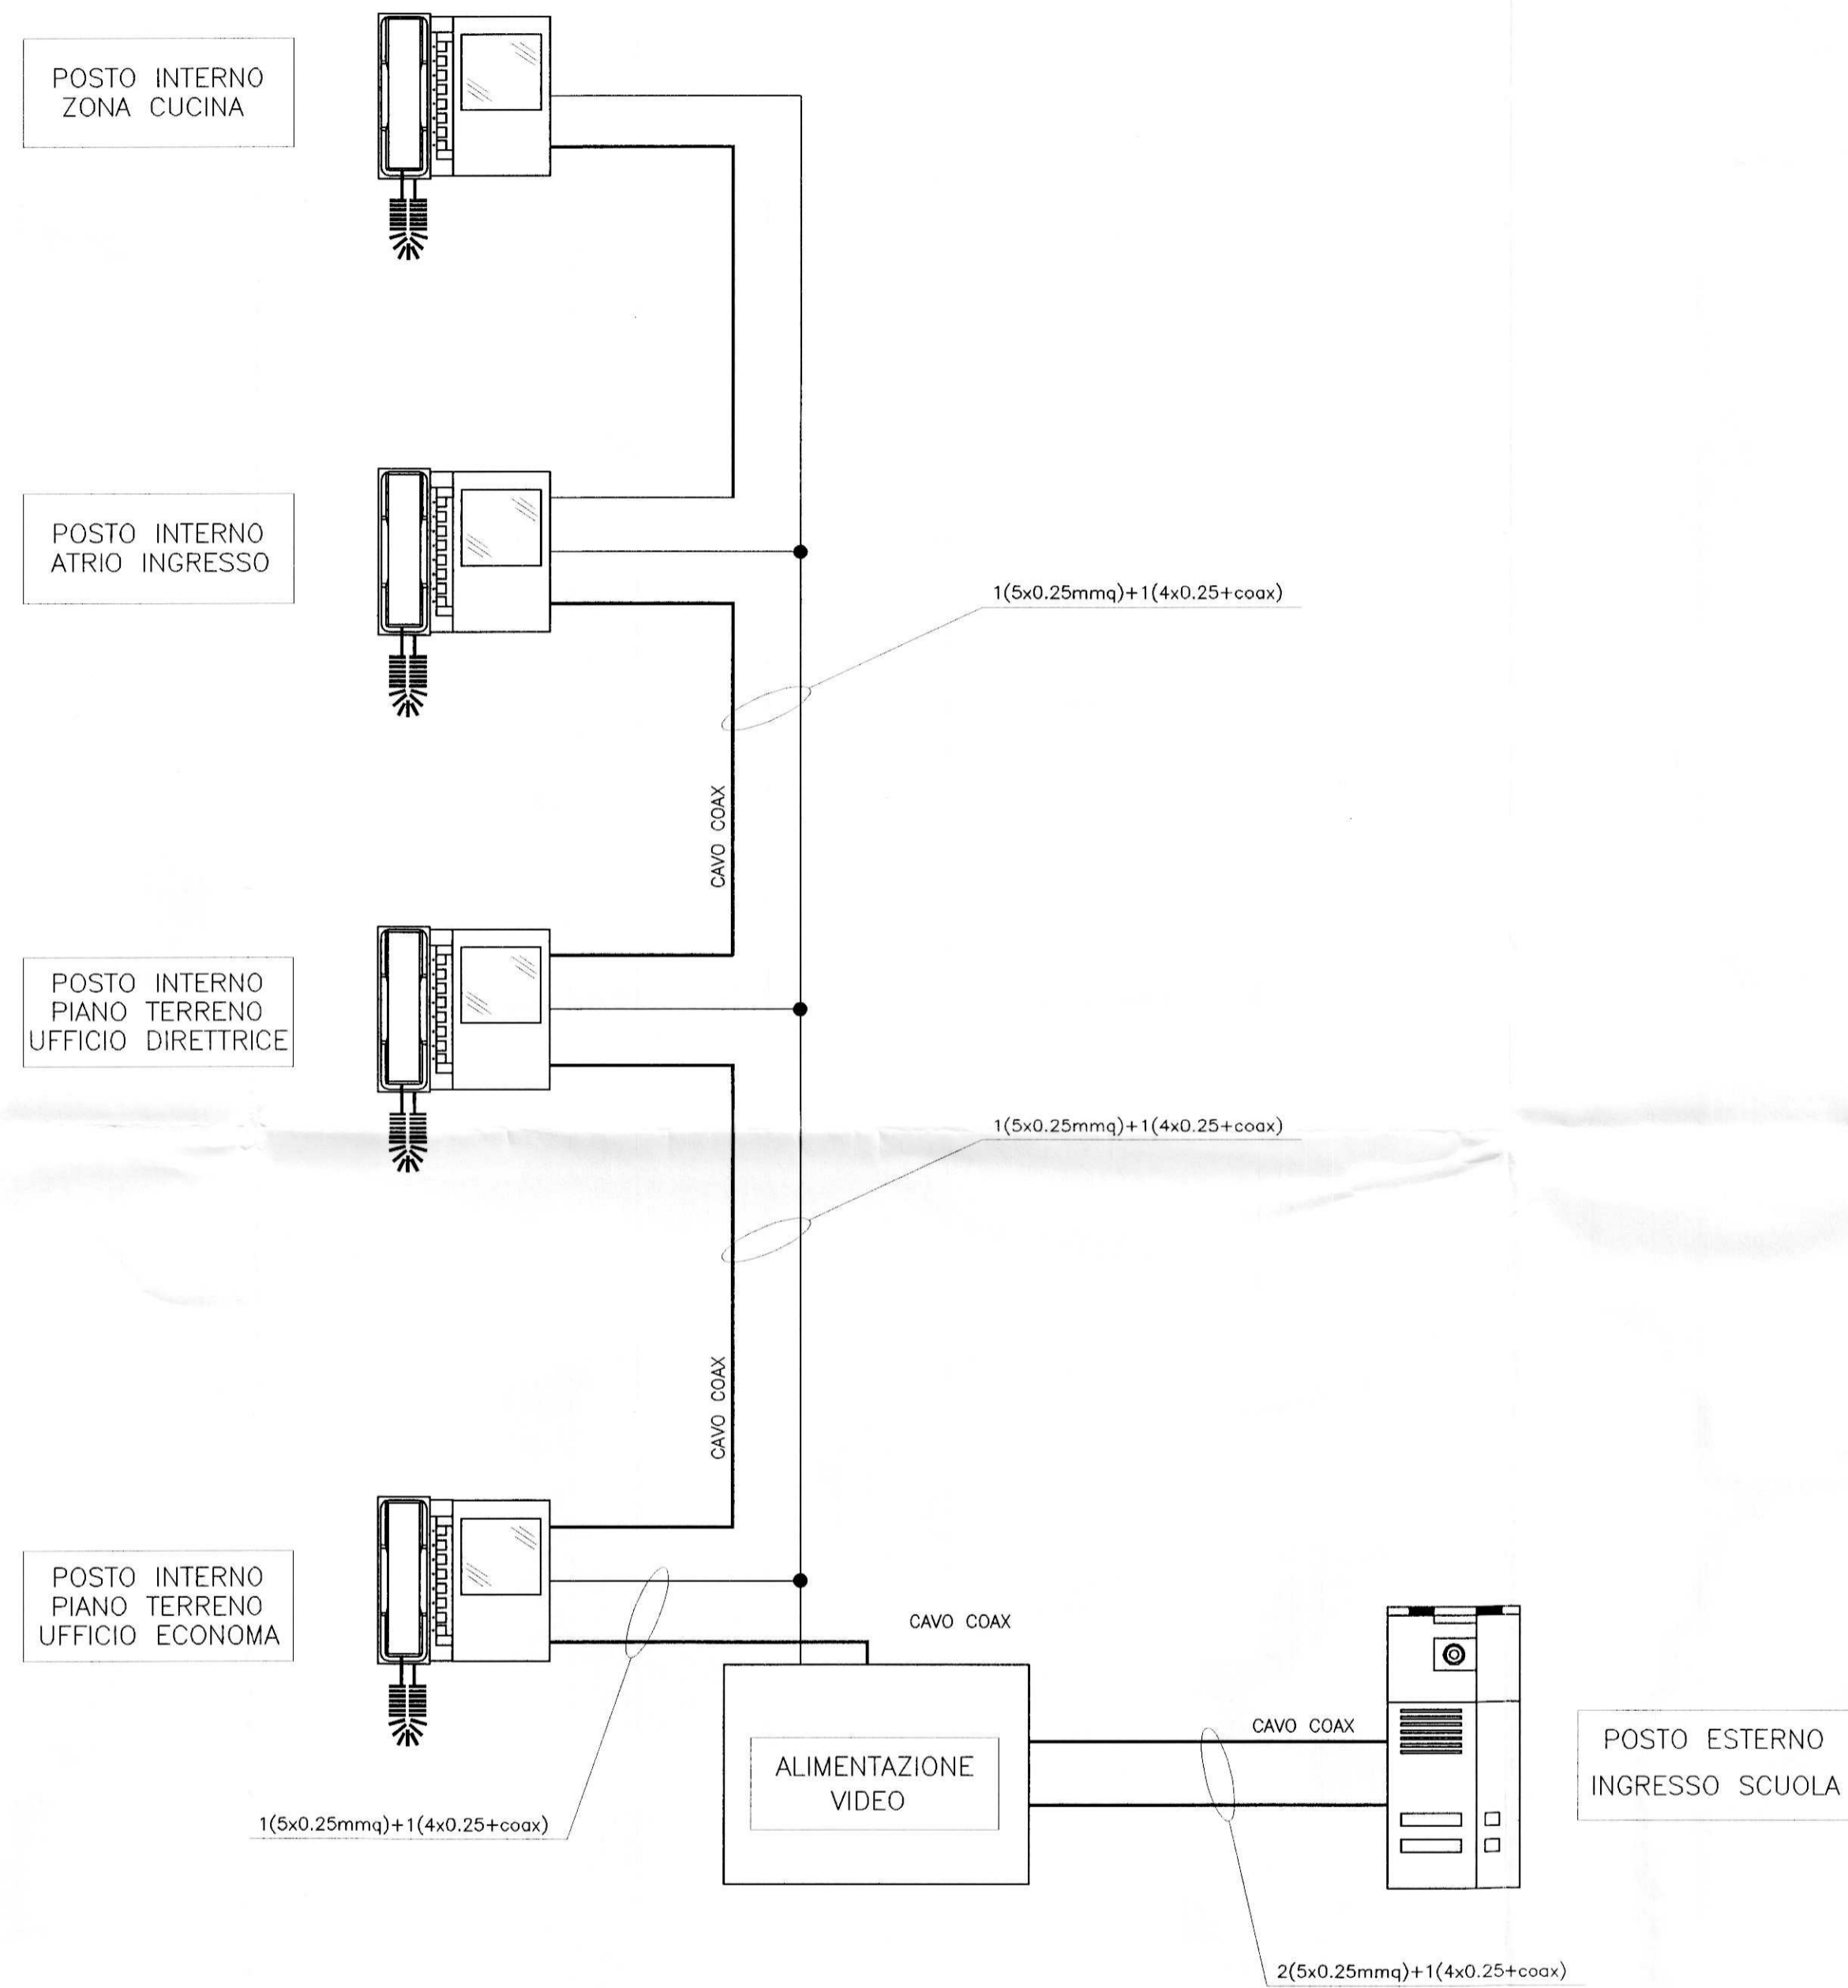 POSTO INTERNO
ZONA CUCINA
POSTO INTERNO
ATRIO INGRESSO
1(5x0.25mmq)+1(4x0.25+coax)
CAVO COAX
POSTO INTERNO
PIANO TERRENO
UFFICIO DIRETTRICE
1(5x0.25mmq)+1(4x0.25+coax)
CAVO COAX
POSTO INTERNO
PIANO TERRENO
UFFICIO ECONOMA
CAVO COAX
CAVO COAX
ALIMENTAZIONE
VIDEO
POSTO ESTERNO
INGRESSO SCUOLA
1(5x0.25mmq)+1(4x0.25+coax)
2(5x0.25mmq)+1(4x0.25+coax)